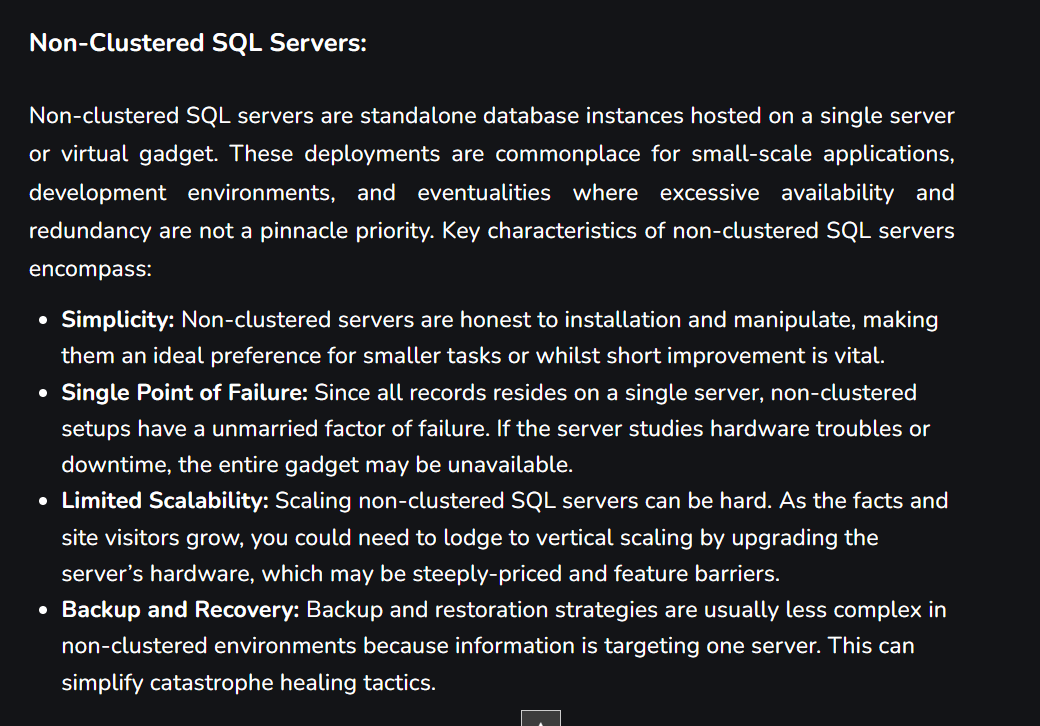 Non-Clustered SQL Servers:
Non-clustered SQL servers are standalone database instances hosted on a single server
or virtual gadget. These deployments are commonplace for small-scale applications,
development environments, and eventualities where excessive availability and
redundancy are not a pinnacle priority. Key characteristics of non-clustered SQL servers
encompass:
• Simplicity: Non-clustered servers are honest to installation and manipulate, making
them an ideal preference for smaller tasks or whilst short improvement is vital.
• Single Point of Failure: Since all records resides on a single server, non-clustered
setups have a unmarried factor of failure. If the server studies hardware troubles or
downtime, the entire gadget may be unavailable.
• Limited Scalability: Scaling non-clustered SQL servers can be hard. As the facts and
site visitors grow, you could need to lodge to vertical scaling by upgrading the
server’s hardware, which may be steeply-priced and feature barriers.
• Backup and Recovery: Backup and restoration strategies are usually less complex in
non-clustered environments because information is targeting one server. This can
simplify catastrophe healing tactics.